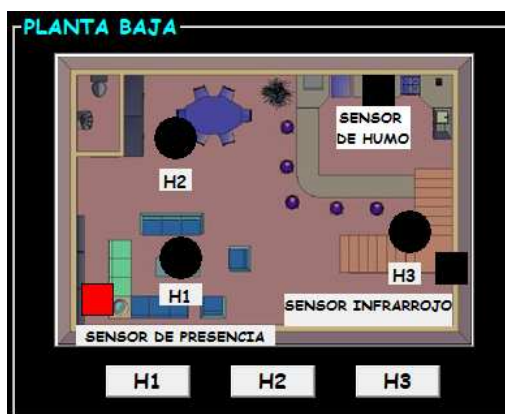 PLANTA BAJA
SENSOR
DE HUMO
H2
H3
H1
SENSOR INFRARROJO
SENSOR DE PRESENCIA
H1 H2 H3